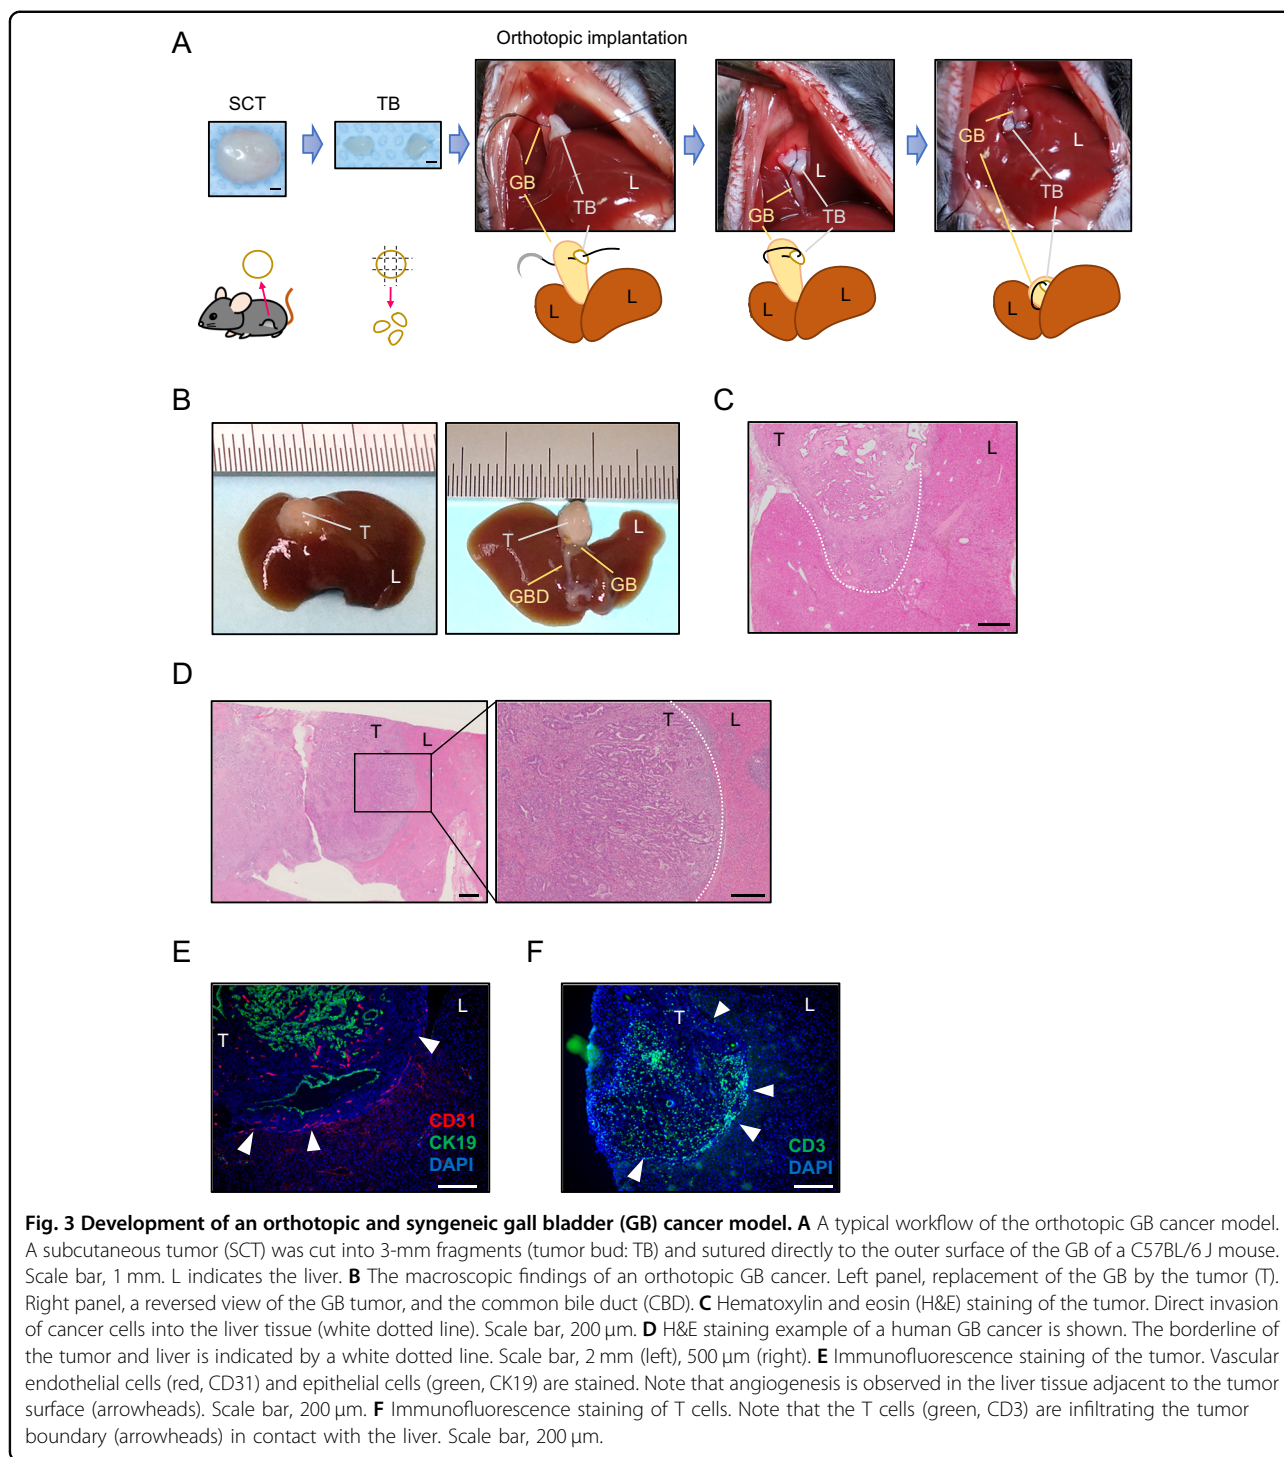 A
Orthotopic implantation
SCT
TB
GB
TB
L
L
GB
TB
GB
L
TB
L
L
L
L
L
B
C
T
L
T
L
GBD
GB
T
L
D
T
L
T
L
E
F
T
L
CD31
CK19
DAPI
T
L
CD3
DAPI
Fig. 3 Development of an orthotopic and syngeneic gall bladder (GB) cancer model. A A typical workflow of the orthotopic GB cancer model.
A subcutaneous tumor (SCT) was cut into 3-mm fragments (tumor bud: TB) and sutured directly to the outer surface of the GB of a C57BL/6 J mouse.
Scale bar, 1 mm. L indicates the liver. B The macroscopic findings of an orthotopic GB cancer. Left panel, replacement of the GB by the tumor (T).
Right panel, a reversed view of the GB tumor, and the common bile duct (CBD). C Hematoxylin and eosin (H&E) staining of the tumor. Direct invasion
of cancer cells into the liver tissue (white dotted line). Scale bar, 200 μm. D H&E staining example of a human GB cancer is shown. The borderline of
the tumor and liver is indicated by a white dotted line. Scale bar, 2 mm (left), 500 μm (right). E Immunofluorescence staining of the tumor. Vascular
endothelial cells (red, CD31) and epithelial cells (green, CK19) are stained. Note that angiogenesis is observed in the liver tissue adjacent to the tumor
surface (arrowheads). Scale bar, 200 μm. F Immunofluorescence staining of T cells. Note that the T cells (green, CD3) are infiltrating the tumor
boundary (arrowheads) in contact with the liver. Scale bar, 200 μm.